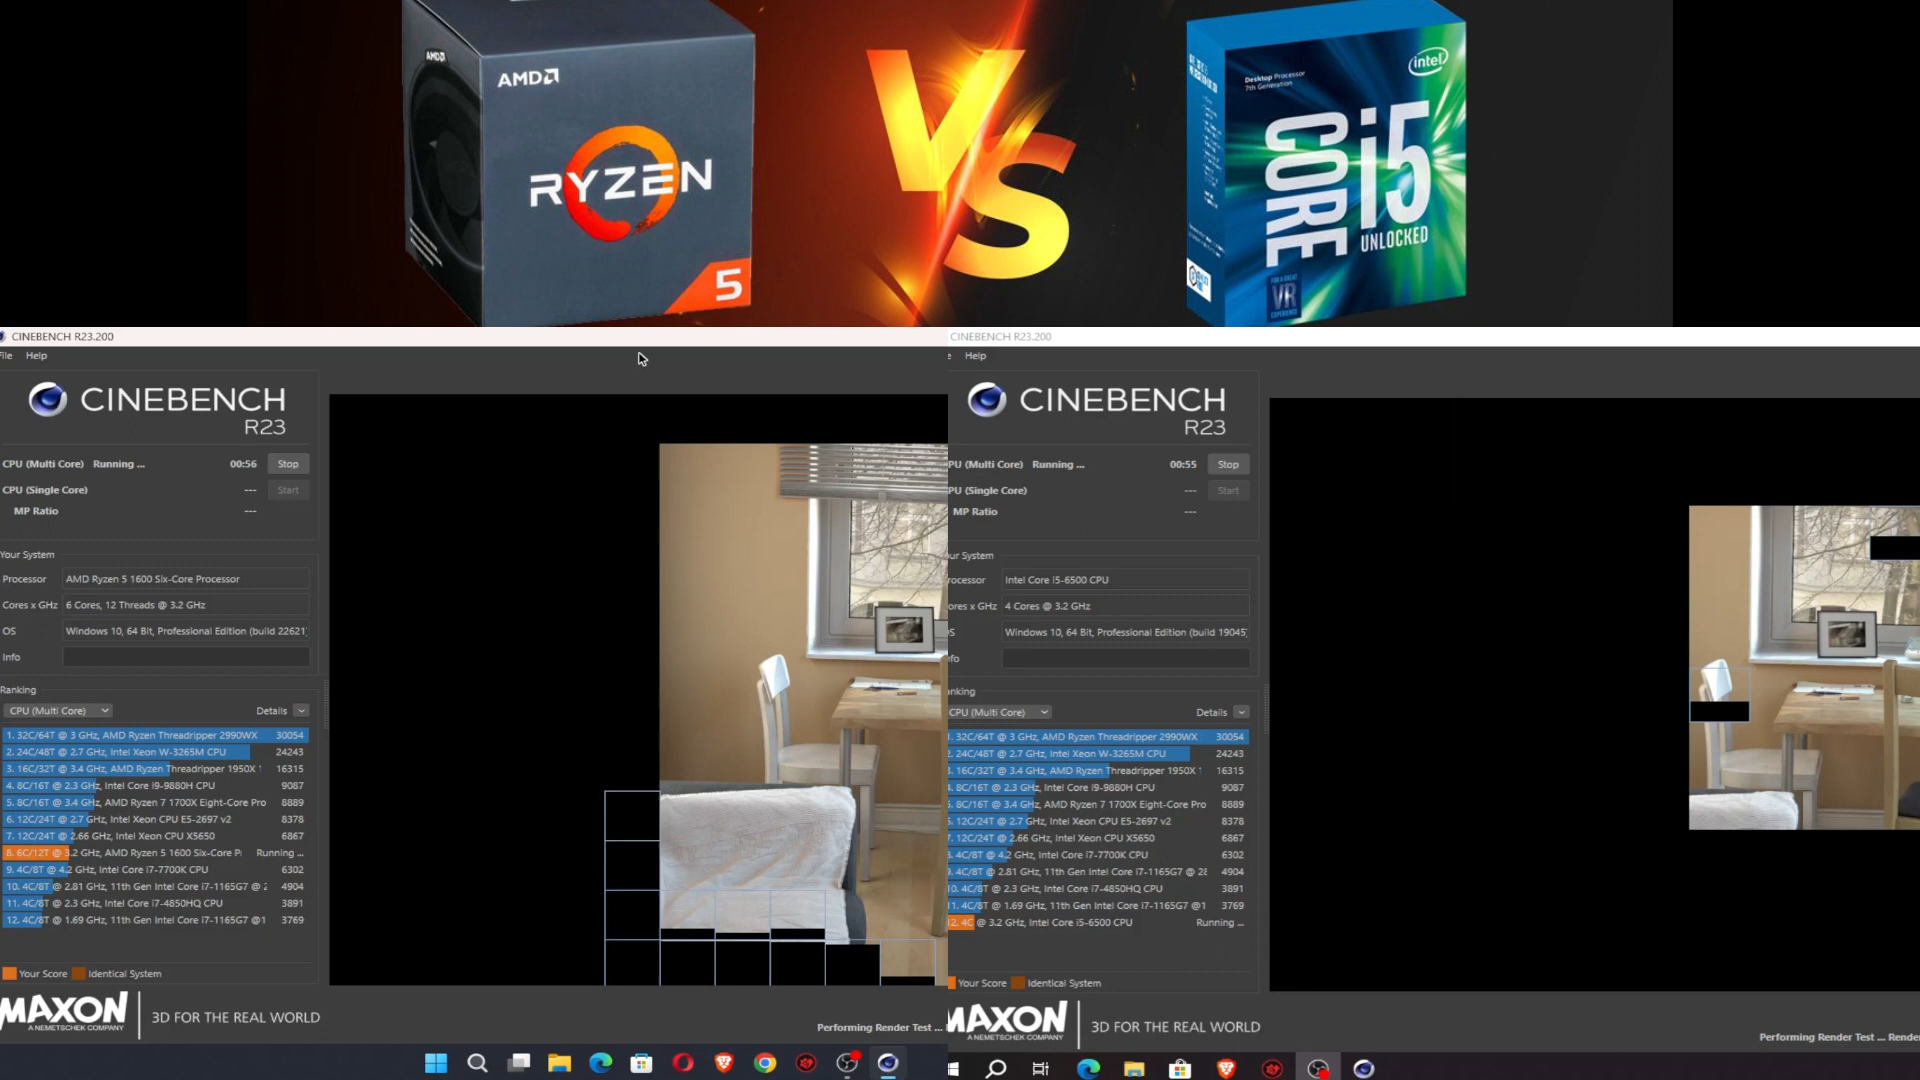 AMD
AMD
RYZEN
5
VS
Desktop Processor
7th Generation
intel
CORE i5
UNLOCKED
FOR A GREAT
VR
EXPERIENCE
CINEBENCH R23.200
File Help
CINEBENCH
R23
CPU (Multi Core) Running ... 00:56 Stop
CPU (Single Core) --- Start
MP Ratio ---
Your System
Processor AMD Ryzen 5 1600 Six-Core Processor
Cores x GHz 6 Cores, 12 Threads @ 3.2 GHz
OS Windows 10, 64 Bit, Professional Edition (build 22621)
Info
Ranking
CPU (Multi Core) Details
1. 32C/64T @ 3 GHz, AMD Ryzen Threadripper 2990WX 30054
2. 24C/48T @ 2.7 GHz, Intel Xeon W-3265M CPU 24243
3. 16C/32T @ 3.4 GHz, AMD Ryzen Threadripper 1950X 1 16315
4. 8C/16T @ 2.3 GHz, Intel Core i9-9880H CPU 9087
5. 8C/16T @ 3.4 GHz, AMD Ryzen 7 1700X Eight-Core Pro 8889
6. 12C/24T @ 2.7 GHz, Intel Xeon CPU E5-2697 v2 8378
7. 12C/24T @ 2.66 GHz, Intel Xeon CPU X5650 6867
8. 6C/12T @ 3.2 GHz, AMD Ryzen 5 1600 Six-Core P Running ...
9. 4C/8T @ 4.2 GHz, Intel Core i7-7700K CPU 6302
10. 4C/8T @ 2.81 GHz, 11th Gen Intel Core i7-1165G7 @ 2 4904
11. 4C/8T @ 2.3 GHz, Intel Core i7-4850HQ CPU 3891
12. 4C/8T @ 1.69 GHz, 11th Gen Intel Core i7-1165G7 @1 3769
Your Score Identical System
MAXON
A NEMETSCHEK COMPANY
3D FOR THE REAL WORLD
Performing Render Test ...
CINEBENCH R23.200
e Help
CINEBENCH
R23
PU (Multi Core) Running ... 00:55 Stop
PU (Single Core) --- Start
MP Ratio ---
ur System
rocessor Intel Core i5-6500 CPU
ores x GHz 4 Cores @ 3.2 GHz
S Windows 10, 64 Bit, Professional Edition (build 19045)
fo
nking
CPU (Multi Core) Details
. 32C/64T @ 3 GHz, AMD Ryzen Threadripper 2990WX 30054
. 24C/48T @ 2.7 GHz, Intel Xeon W-3265M CPU 24243
. 16C/32T @ 3.4 GHz, AMD Ryzen Threadripper 1950X 1 16315
. 8C/16T @ 2.3 GHz, Intel Core i9-9880H CPU 9087
. 8C/16T @ 3.4 GHz, AMD Ryzen 7 1700X Eight-Core Pro 8889
. 12C/24T @ 2.7 GHz, Intel Xeon CPU E5-2697 v2 8378
. 12C/24T @ 2.66 GHz, Intel Xeon CPU X5650 6867
. 4C/8T @ 4.2 GHz, Intel Core i7-7700K CPU 6302
. 4C/8T @ 2.81 GHz, 11th Gen Intel Core i7-1165G7 @ 28 4904
10. 4C/8T @ 2.3 GHz, Intel Core i7-4850HQ CPU 3891
11. 4C/8T @ 1.69 GHz, 11th Gen Intel Core i7-1165G7 @1 3769
12. 4C @ 3.2 GHz, Intel Core i5-6500 CPU Running ...
Your Score Identical System
MAXON
A NEMETSCHEK COMPANY
3D FOR THE REAL WORLD
Performing Render Test ... Rende